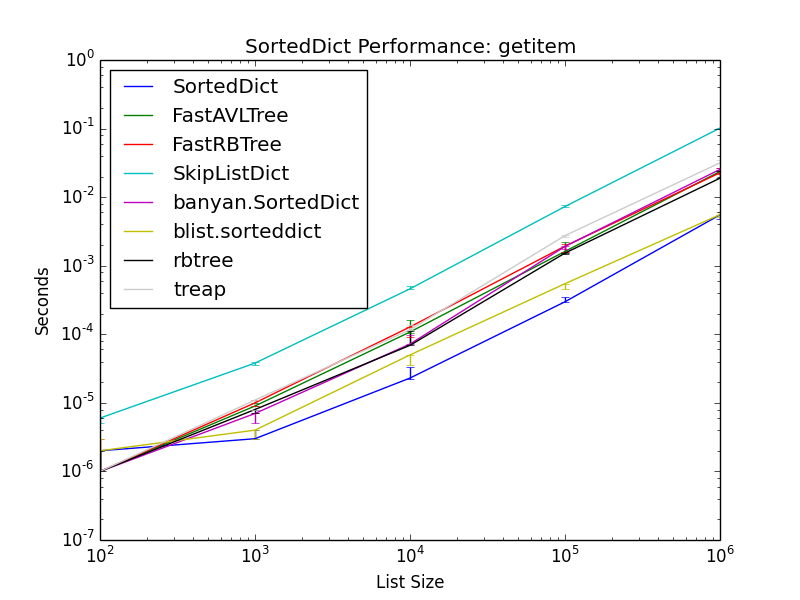 SortedDict Performance: getitem
10^0
10^-1
10^-2
10^-3
10^-4
10^-5
10^-6
10^-7
Seconds
SortedDict
FastAVLTree
FastRBTree
SkipListDict
banyan.SortedDict
blist.sorteddict
rbtree
treap
10^2 10^3 10^4 10^5 10^6
List Size